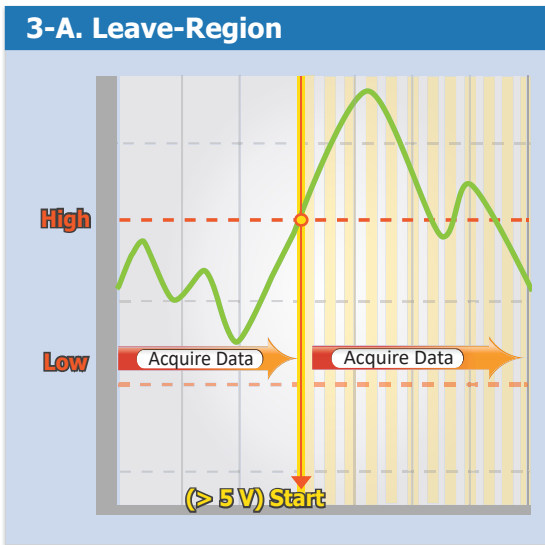 3-A. Leave-Region
High
Low
Acquire Data
Acquire Data
(> 5 V) Start